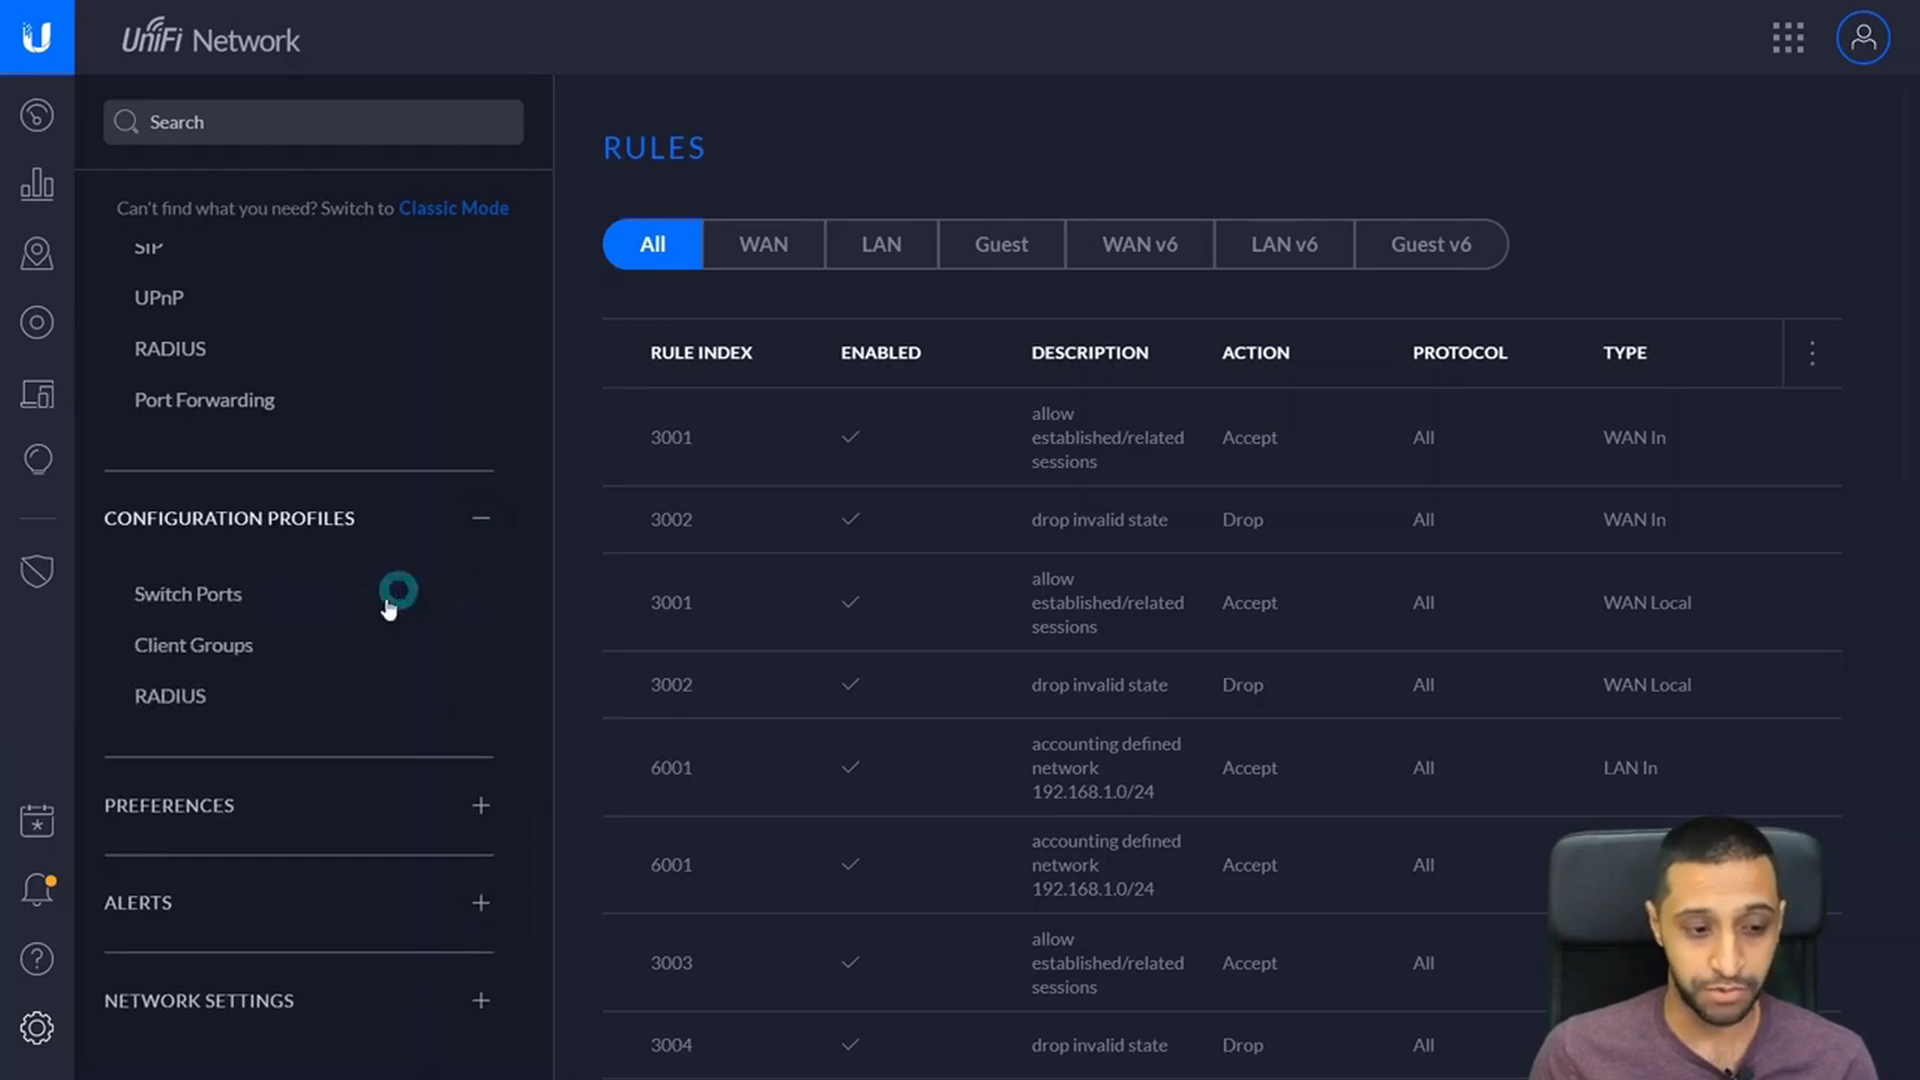 UniFi Network
Search
Can't find what you need? Switch to Classic Mode
SIP
UPnP
RADIUS
Port Forwarding
CONFIGURATION PROFILES
Switch Ports
Client Groups
RADIUS
PREFERENCES
ALERTS
NETWORK SETTINGS
RULES
All WAN LAN Guest WAN v6 LAN v6 Guest v6
RULE INDEX ENABLED DESCRIPTION ACTION PROTOCOL TYPE
allow
3001 established/related Accept All WAN In
sessions
3002 drop invalid state Drop All WAN In
allow
3001 established/related Accept All WAN Local
sessions
3002 drop invalid state Drop All WAN Local
accounting defined
6001 network Accept All LAN In
192.168.1.0/24
accounting defined
6001 network Accept All
192.168.1.0/24
allow
3003 established/related Accept All
sessions
3004 drop invalid state Drop All